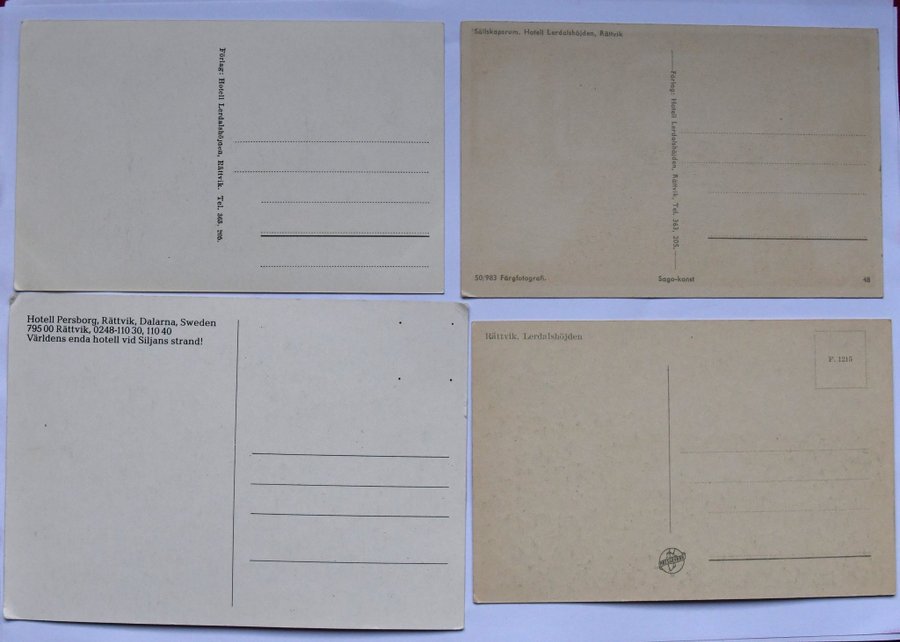 Förlag: Hotell Lerdalshöjden, Rättvik. Tel. 363, 205.
Sällskapsrum. Hotell Lerdalshöjden, Rättvik
Förlag: Hotell Lerdalshöjden, Rättvik, Tel. 363, 205.
50/983 Färgfotografi.
Sago-konst
48
Hotell Persborg, Rättvik, Dalarna, Sweden
795 00 Rättvik, 0248-110 30, 110 40
Världens enda hotell vid Siljans strand!
Rättvik. Lerdalshöjden
F. 1215